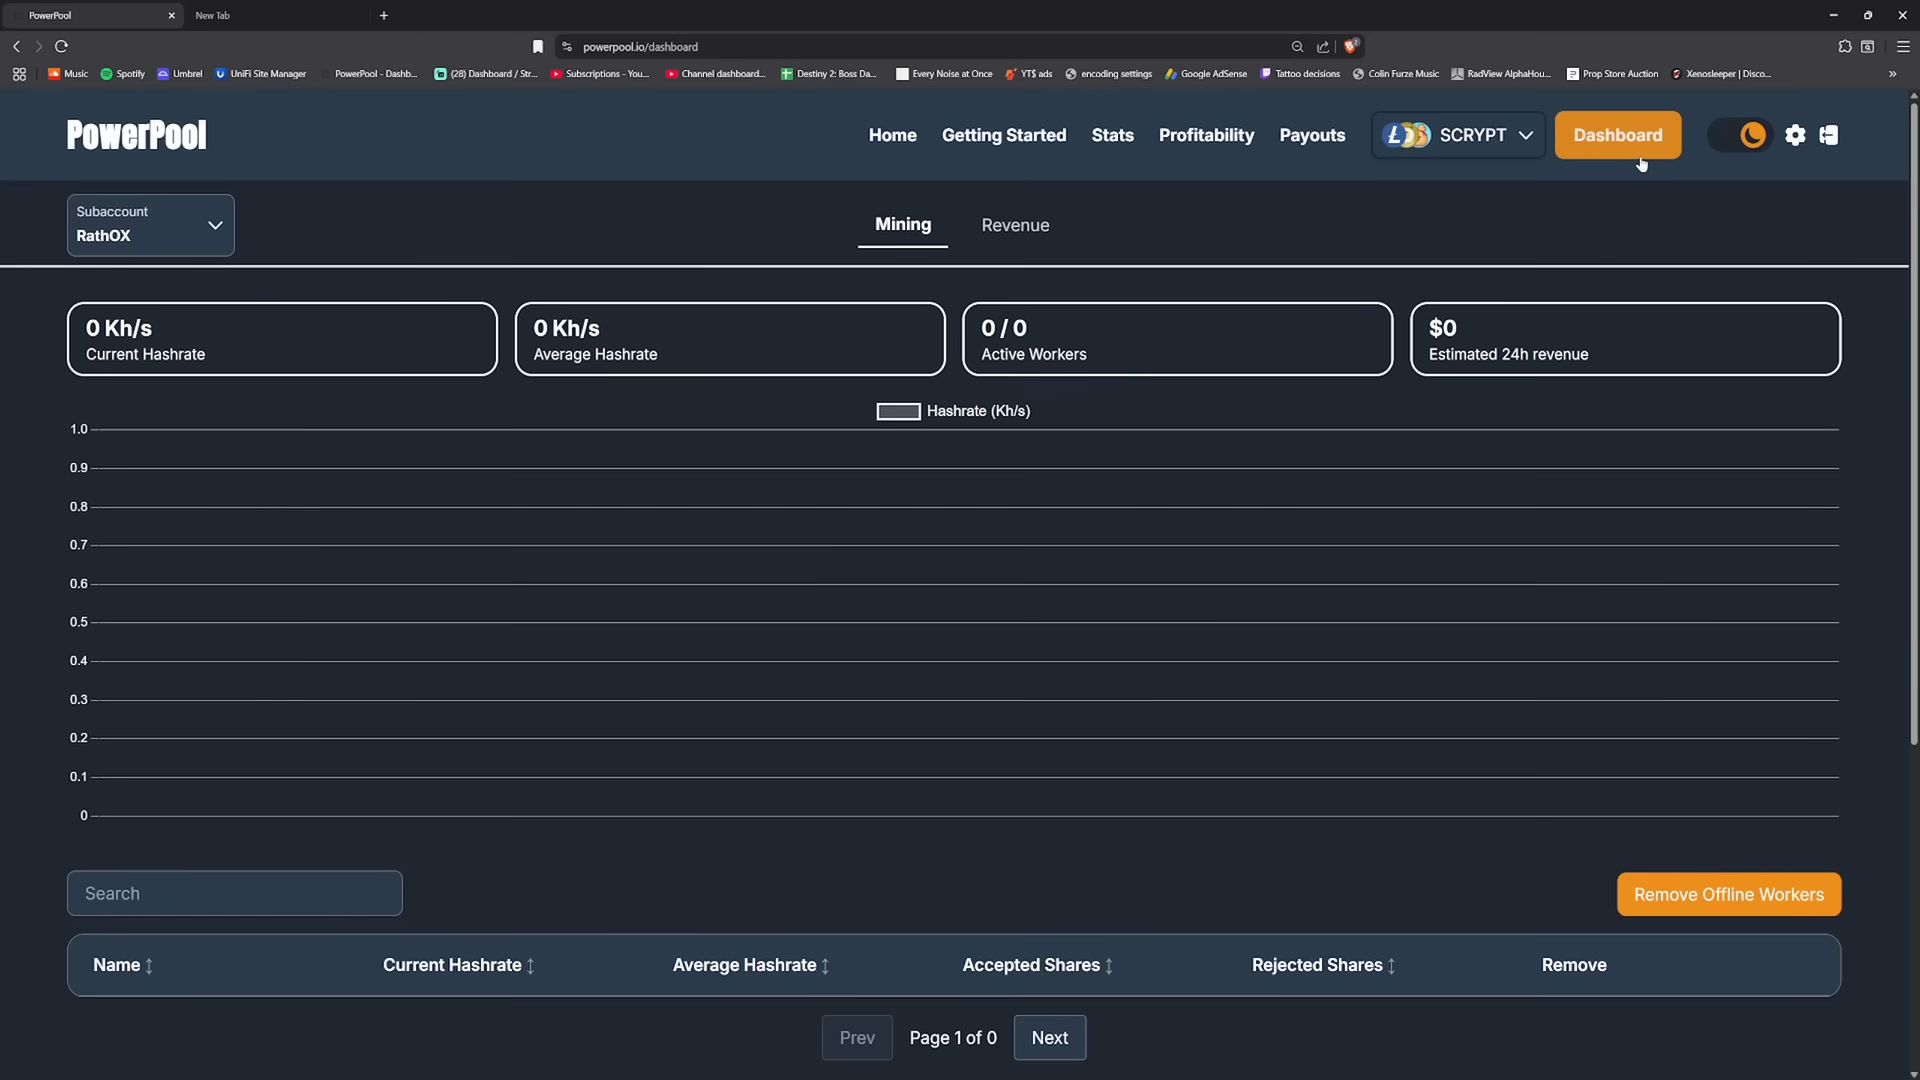 PowerPool
New Tab
powerpool.io/dashboard
Music
Spotify
Umbrel
UniFi Site Manager
PowerPool - Dashb...
(28) Dashboard / Str...
Subscriptions - You...
Channel dashboard...
Destiny 2: Boss Da...
Every Noise at Once
YT$ ads
encoding settings
Google AdSense
Tattoo decisions
Colin Furze Music
RadView AlphaHou...
Prop Store Auction
Xenosleeper | Disco...
PowerPool
Home
Getting Started
Stats
Profitability
Payouts
SCRYPT
Dashboard
Subaccount
RathOX
Mining
Revenue
0 Kh/s
Current Hashrate
0 Kh/s
Average Hashrate
0 / 0
Active Workers
$0
Estimated 24h revenue
Hashrate (Kh/s)
1.0
0.9
0.8
0.7
0.6
0.5
0.4
0.3
0.2
0.1
0
Search
Remove Offline Workers
Name
Current Hashrate
Average Hashrate
Accepted Shares
Rejected Shares
Remove
Prev
Page 1 of 0
Next